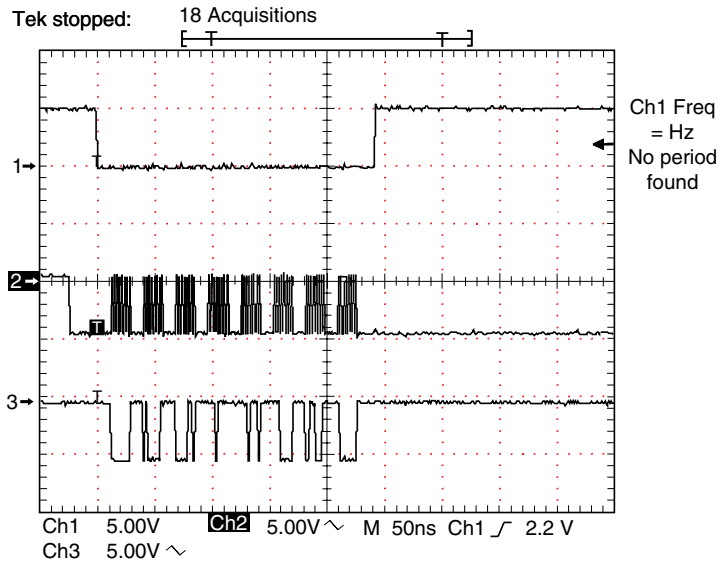 Tek stopped: 18 Acquisitions
T T
Ch1 Freq
= Hz
No period
found
1
T
2
T
T
3
Ch1 5.00V Ch2 5.00V M 50ns Ch1 2.2 V
Ch3 5.00V